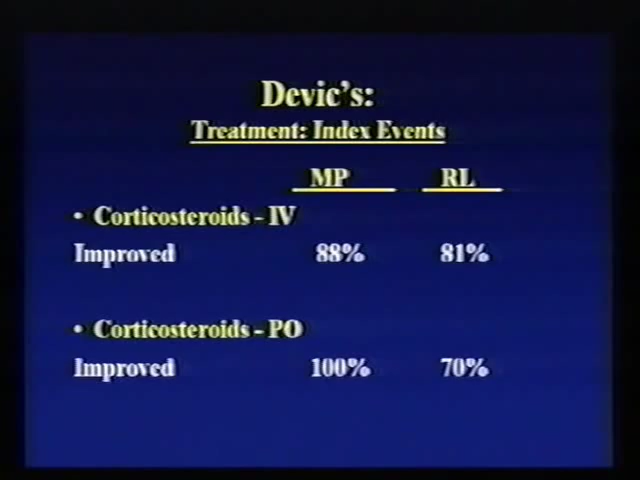 Devic's:
Treatment: Index Events
MP RL
• Corticosteroids - IV
Improved 88% 81%
• Corticosteroids - PO
Improved 100% 70%